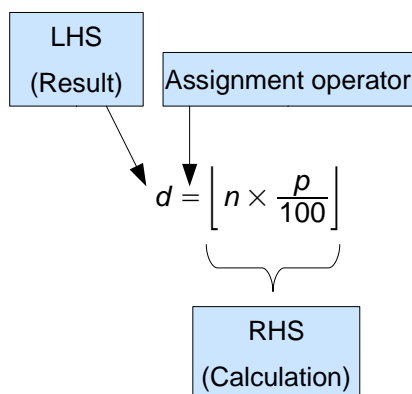 LHS
(Result)
Assignment operator
d = ⌊ n × p/100 ⌋
RHS
(Calculation)